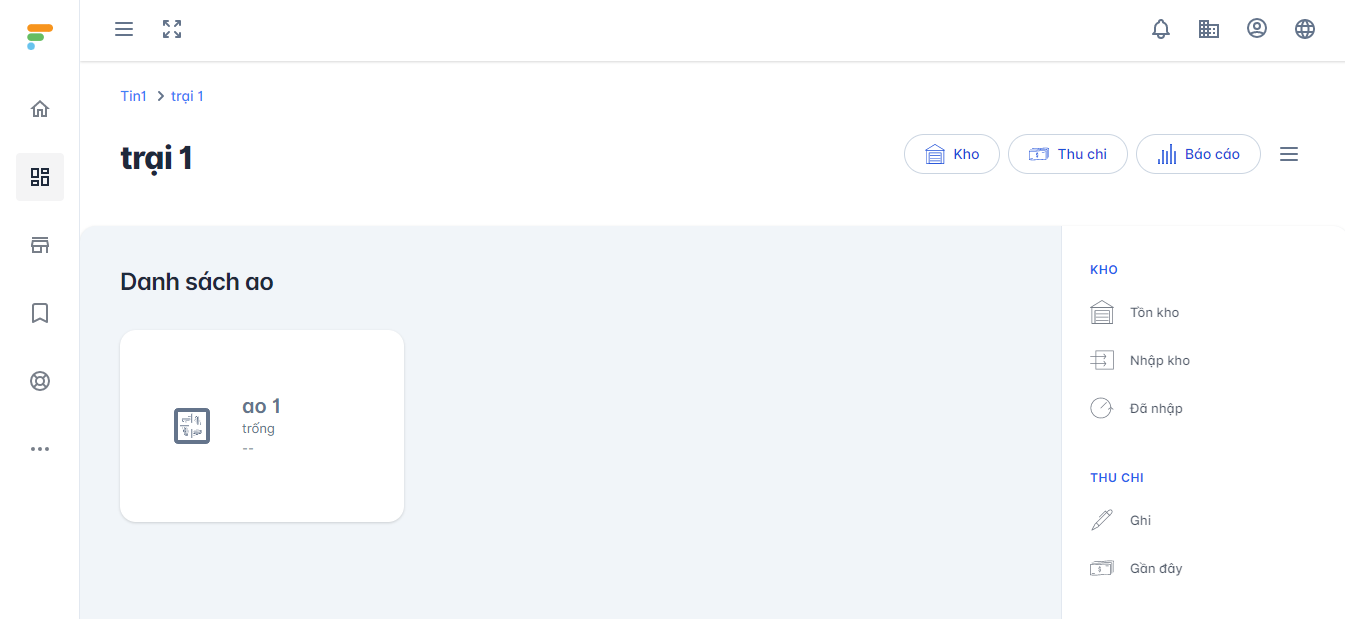 Tin1 > trại 1
trại 1
Kho
Thu chi
Báo cáo
Danh sách ao
ao 1
trống
--
KHO
Tồn kho
Nhập kho
Đã nhập
THU CHI
Ghi
Gần đây